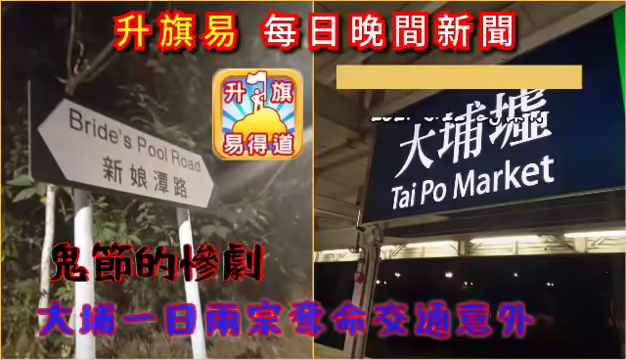 升旗易 每日晚間新聞
Bride's Pool Road
新娘潭路
升旗
易得道
大埔墟
Tai Po Market
鬼節的慘劇
大埔一日兩宗奪命交通意外